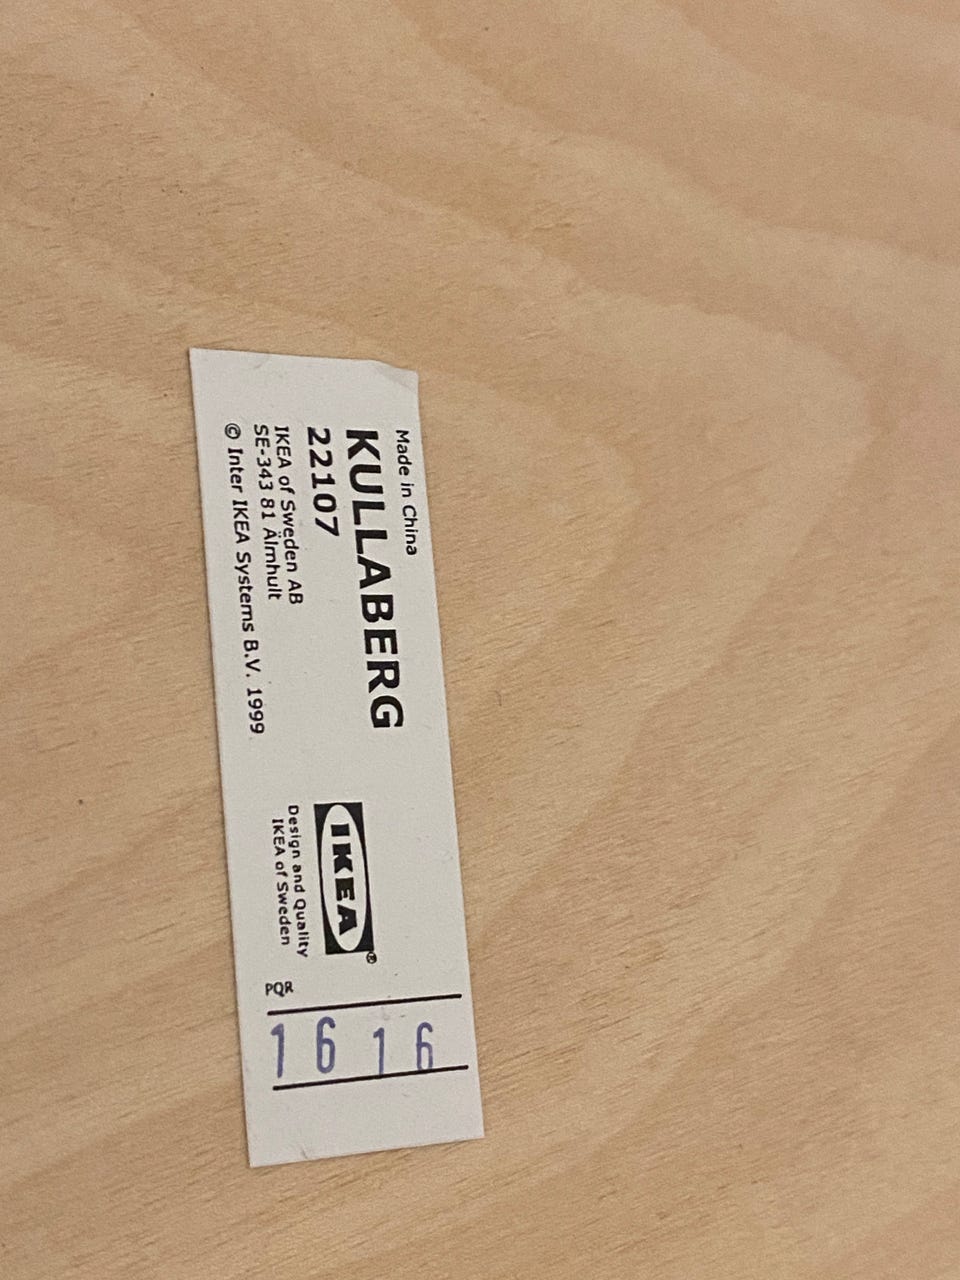 Made in China
KULLABERG
22107
IKEA of Sweden AB
SE-343 81 Älmhult
© Inter IKEA Systems B.V. 1999
IKEA®
Design and Quality
IKEA of Sweden
PQR
1616